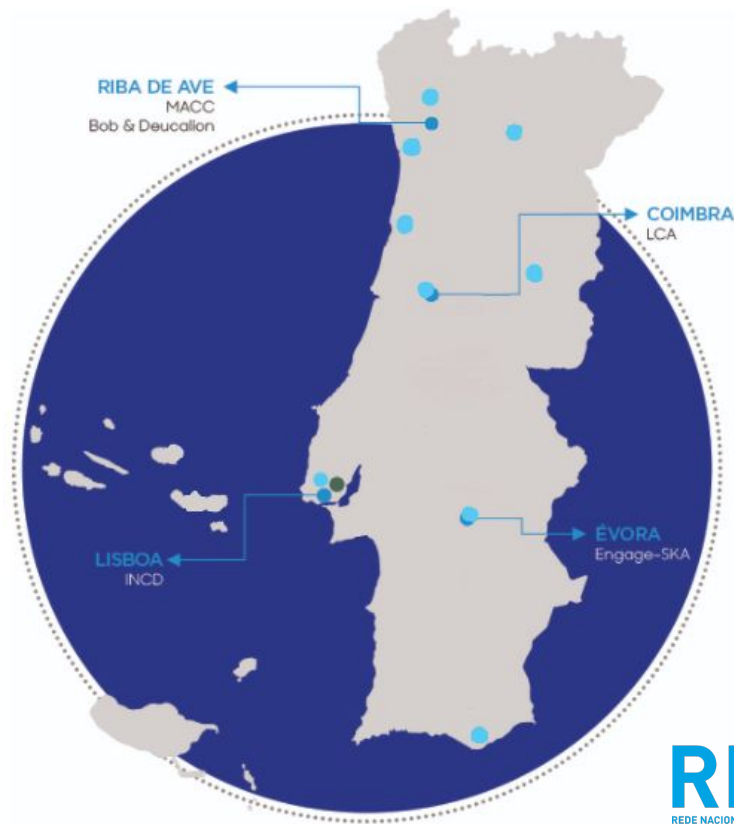 RIBA DE AVE
MACC
Bob & Deucalion
COIMBRA
LCA
LISBOA
INCD
ÉVORA
Engage-SKA
REDE NACION